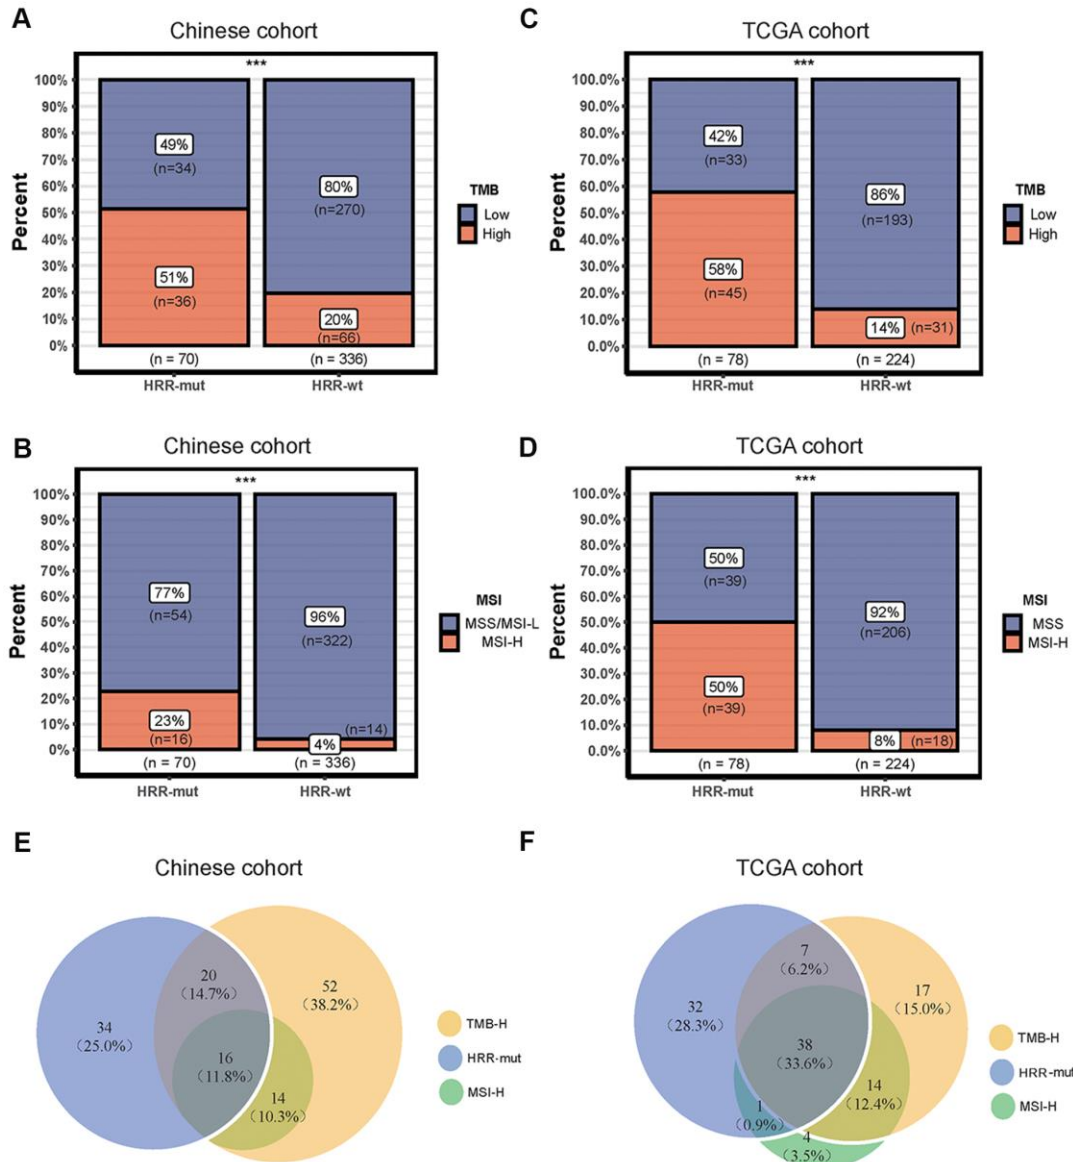 A
Chinese cohort
***
Percent
100%
90%
80%
70%
60%
50%
40%
30%
20%
10%
0%
49%
(n=34)
51%
(n=36)
80%
(n=270)
20%
(n=66)
(n = 70)
(n = 336)
HRR-mut
HRR-wt
TMB
Low
High
C
TCGA cohort
***
Percent
100.0%
90.0%
80.0%
70.0%
60.0%
50.0%
40.0%
30.0%
20.0%
10.0%
0.0%
42%
(n=33)
58%
(n=45)
86%
(n=193)
14% (n=31)
(n = 78)
(n = 224)
HRR-mut
HRR-wt
TMB
Low
High
B
Chinese cohort
***
Percent
100%
90%
80%
70%
60%
50%
40%
30%
20%
10%
0%
77%
(n=54)
23%
(n=16)
96%
(n=322)
(n=14)
4%
(n = 70)
(n = 336)
HRR-mut
HRR-wt
MSI
MSS/MSI-L
MSI-H
D
TCGA cohort
***
Percent
100.0%
90.0%
80.0%
70.0%
60.0%
50.0%
40.0%
30.0%
20.0%
10.0%
0.0%
50%
(n=39)
50%
(n=39)
92%
(n=206)
8% (n=18)
(n = 78)
(n = 224)
HRR-mut
HRR-wt
MSI
MSS
MSI-H
E
Chinese cohort
34
(25.0%)
20
(14.7%)
52
(38.2%)
16
(11.8%)
14
(10.3%)
TMB-H
HRR-mut
MSI-H
F
TCGA cohort
32
(28.3%)
7
(6.2%)
17
(15.0%)
38
(33.6%)
14
(12.4%)
1
(0.9%)
4
(3.5%)
TMB-H
HRR-mut
MSI-H